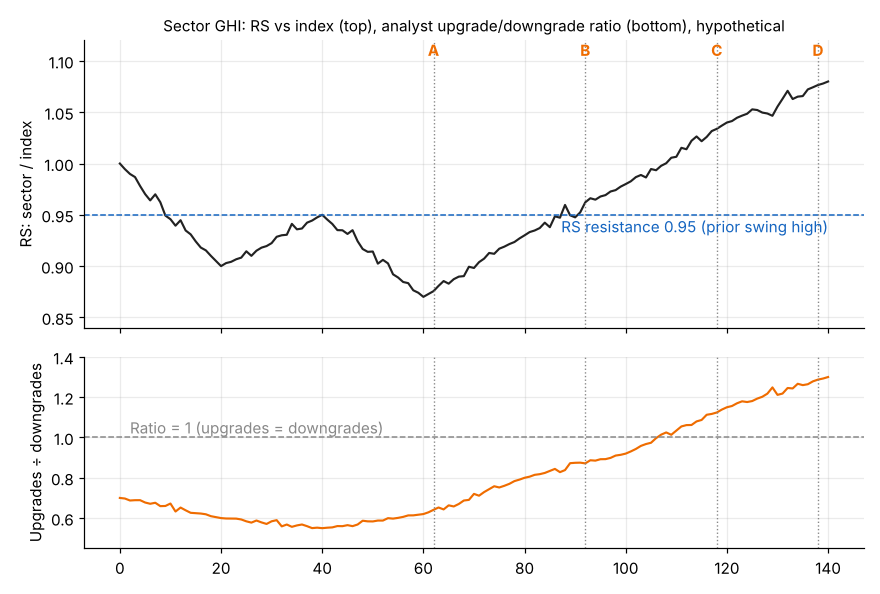 Sector GHI: RS vs index (top), analyst upgrade/downgrade ratio (bottom), hypothetical
A B C D
1.10
1.05
1.00
0.95
0.90
0.85
RS: sector / index
RS resistance 0.95 (prior swing high)
1.4
1.2
1.0
0.8
0.6
Upgrades ÷ downgrades
Ratio = 1 (upgrades = downgrades)
0 20 40 60 80 100 120 140